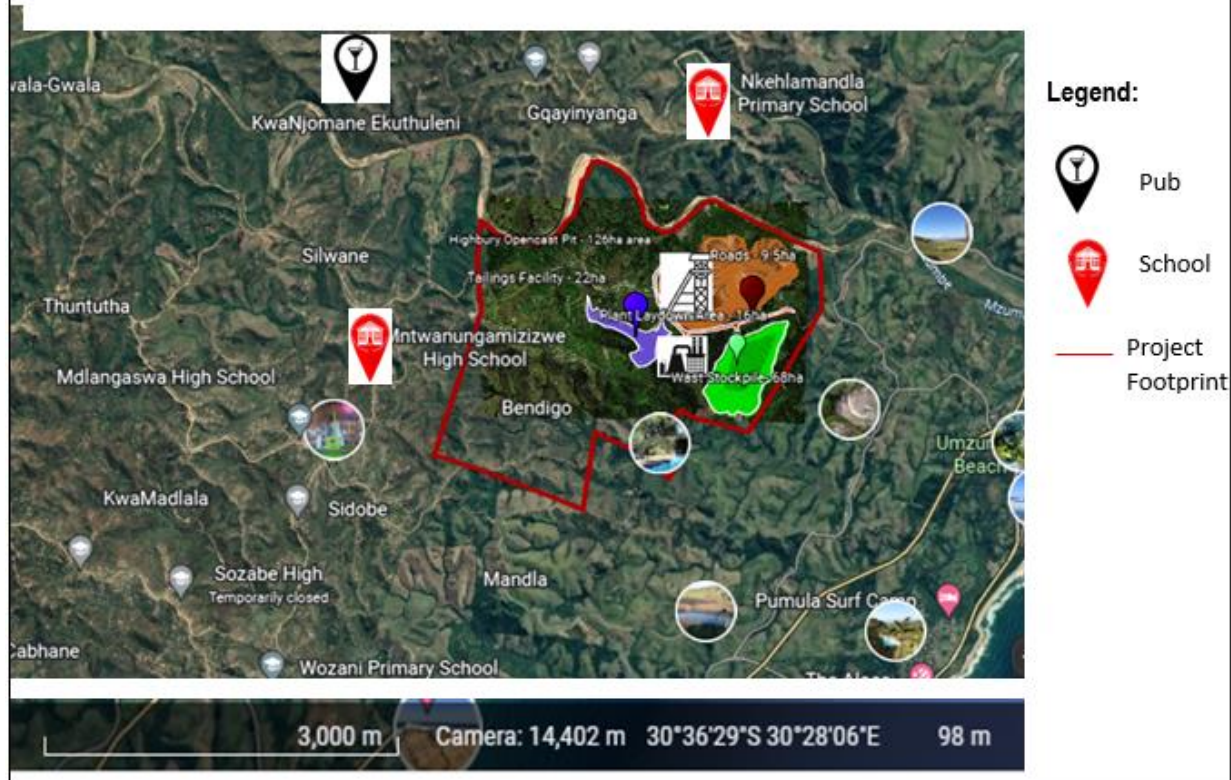 wala-Gwala
KwaNjomane Ekuthuleni
Gqayinyanga
Nkehlamandla
Primary School
Highbury Opencast Pit - 126ha area
Silwane
Roads - 9.5ha
Tailings Facility - 22ha
Thuntutha
Plant Laydown Area - 16ha
Mzum
Mntwanungamizizwe
High School
Mdlangaswa High School
Wast Stockpile-68ha
Bendigo
Umzum
Beach
KwaMadlala
Sidobe
Sozabe High
Temporarily closed
Mandla
Pumula Surf Camp
Cabhane
Wozani Primary School
Legend:
Pub
School
Project
Footprint
3,000 m
Camera: 14,402 m 30°36'29"S 30°28'06"E 98 m